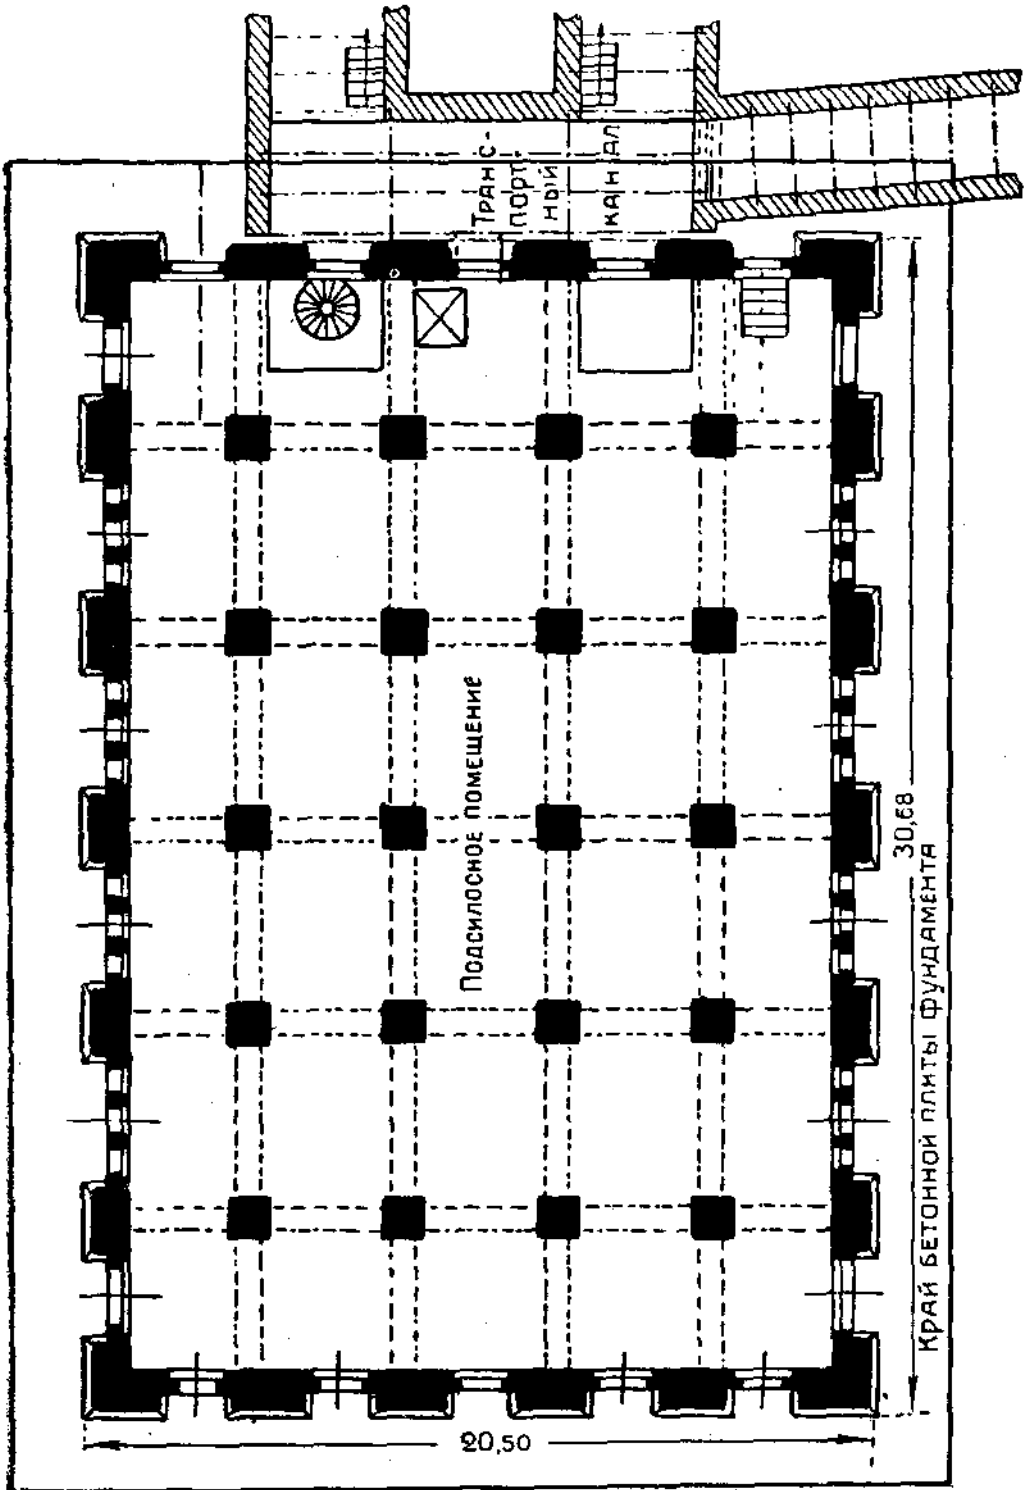 Транс-
порт-
ный
канал
Подсилосное помещение
30,68
Край бетонной плиты фундамента
20,50